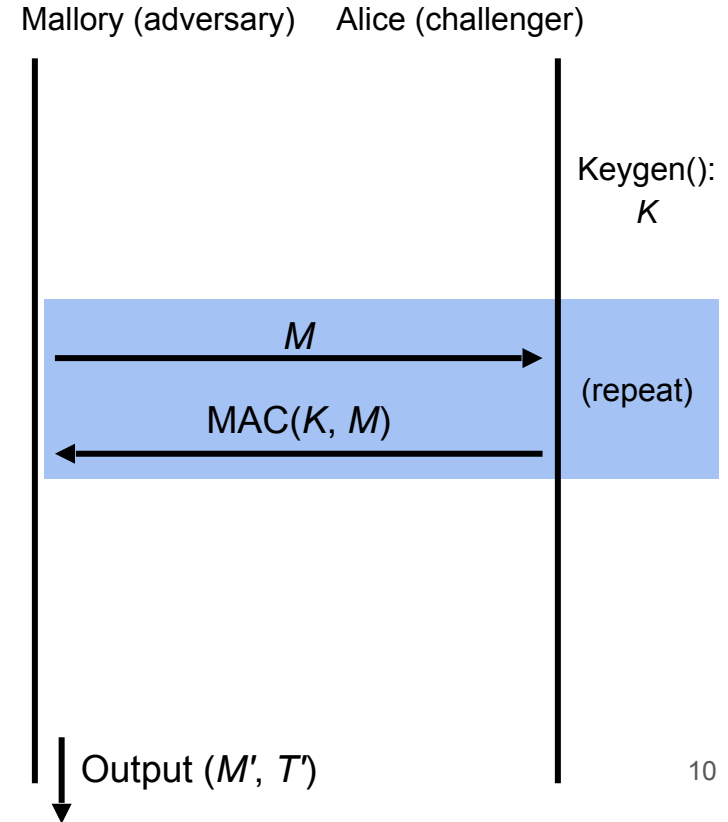 Mallory (adversary) Alice (challenger)
Keygen():
K
M
(repeat)
MAC(K, M)
Output (M', T')
10